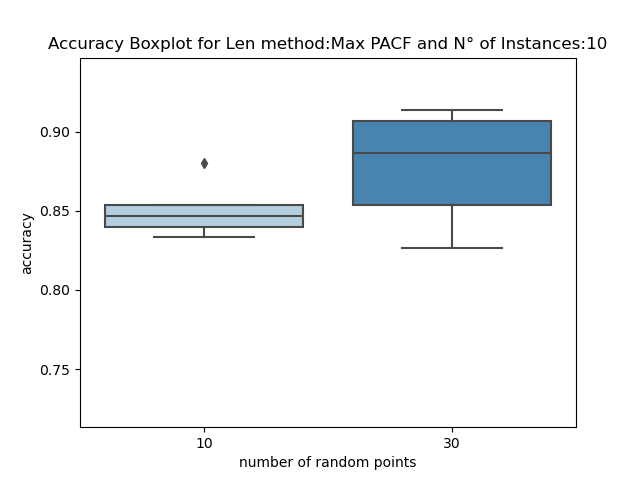 Accuracy Boxplot for Len method:Max PACF and N° of Instances:10
0.90
0.85
0.80
0.75
accuracy
10
30
number of random points